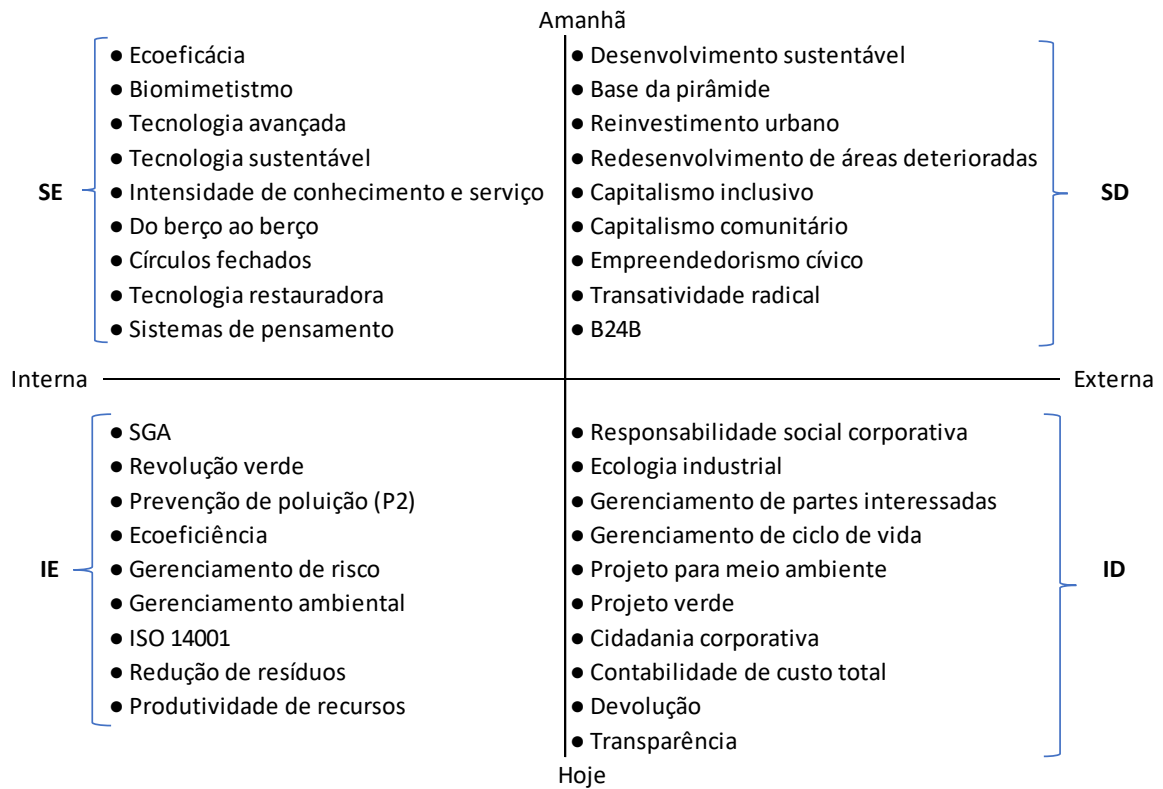 Amanhã
● Ecoeficácia
● Biomimetistmo
● Tecnologia avançada
● Tecnologia sustentável
● Intensidade de conhecimento e serviço
● Do berço ao berço
● Círculos fechados
● Tecnologia restauradora
● Sistemas de pensamento
SE
● Desenvolvimento sustentável
● Base da pirâmide
● Reinvestimento urbano
● Redesenvolvimento de áreas deterioradas
● Capitalismo inclusivo
● Capitalismo comunitário
● Empreendedorismo cívico
● Transatividade radical
● B24B
SD
Interna
Externa
● SGA
● Revolução verde
● Prevenção de poluição (P2)
● Ecoeficiência
● Gerenciamento de risco
● Gerenciamento ambiental
● ISO 14001
● Redução de resíduos
● Produtividade de recursos
IE
● Responsabilidade social corporativa
● Ecologia industrial
● Gerenciamento de partes interessadas
● Gerenciamento de ciclo de vida
● Projeto para meio ambiente
● Projeto verde
● Cidadania corporativa
● Contabilidade de custo total
● Devolução
● Transparência
ID
Hoje